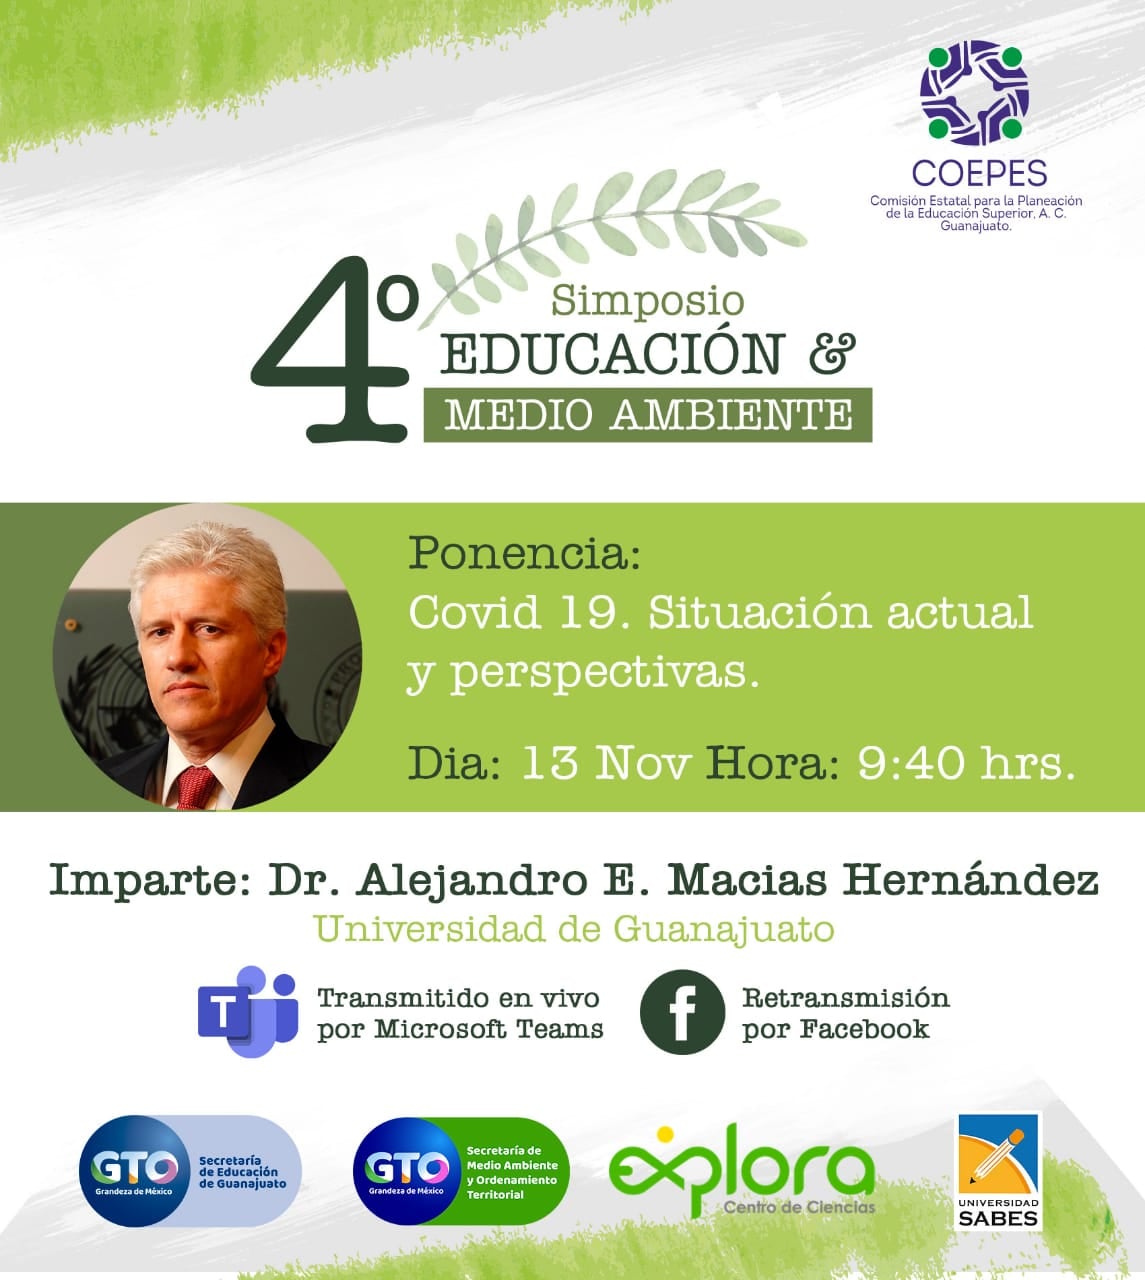 COEPES
Comisión Estatal para la Planeación
de la Educación Superior, A. C.
Guanajuato.
4º
Simposio
EDUCACIÓN &
MEDIO AMBIENTE
Ponencia:
Covid 19. Situación actual
y perspectivas.
Dia: 13 Nov Hora: 9:40 hrs.
Imparte: Dr. Alejandro E. Macias Hernández
Universidad de Guanajuato
T
Transmitido en vivo
por Microsoft Teams
f
Retransmisión
por Facebook
GTO
Grandeza de México
Secretaría
de Educación
de Guanajuato
GTO
Grandeza de México
Secretaría de
Medio Ambiente
y Ordenamiento
Territorial
explora
Centro de Ciencias
UNIVERSIDAD
SABES